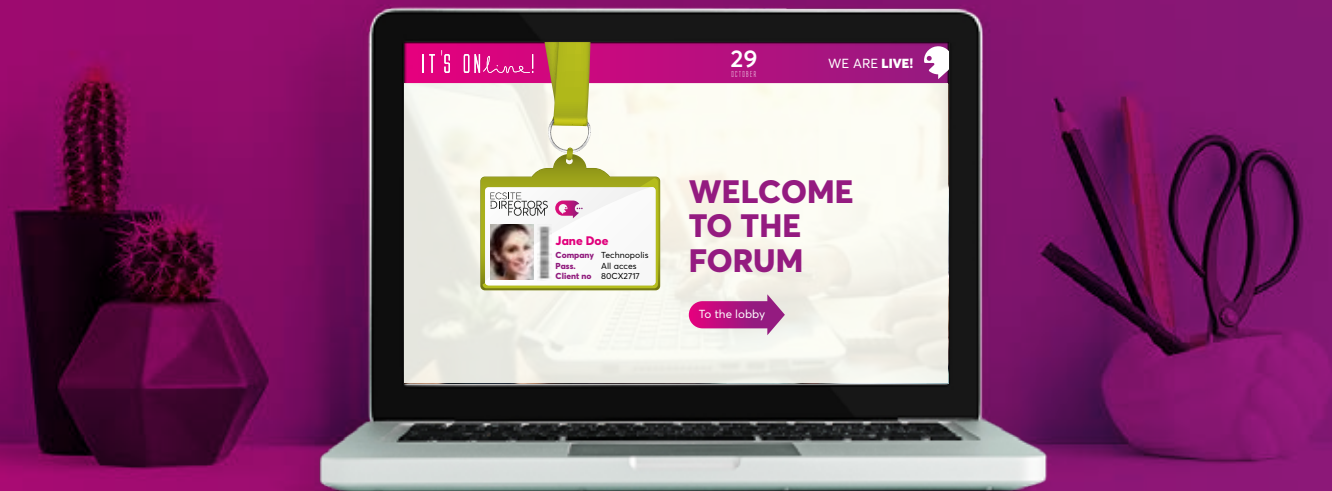 IT'S ONline!
29
OCTOBER
WE ARE LIVE!
ECSITE
DIRECTORS
FORUM
Jane Doe
Company Technopolis
Pass. All acces
Client no 80CX2717
WELCOME
TO THE
FORUM
To the lobby